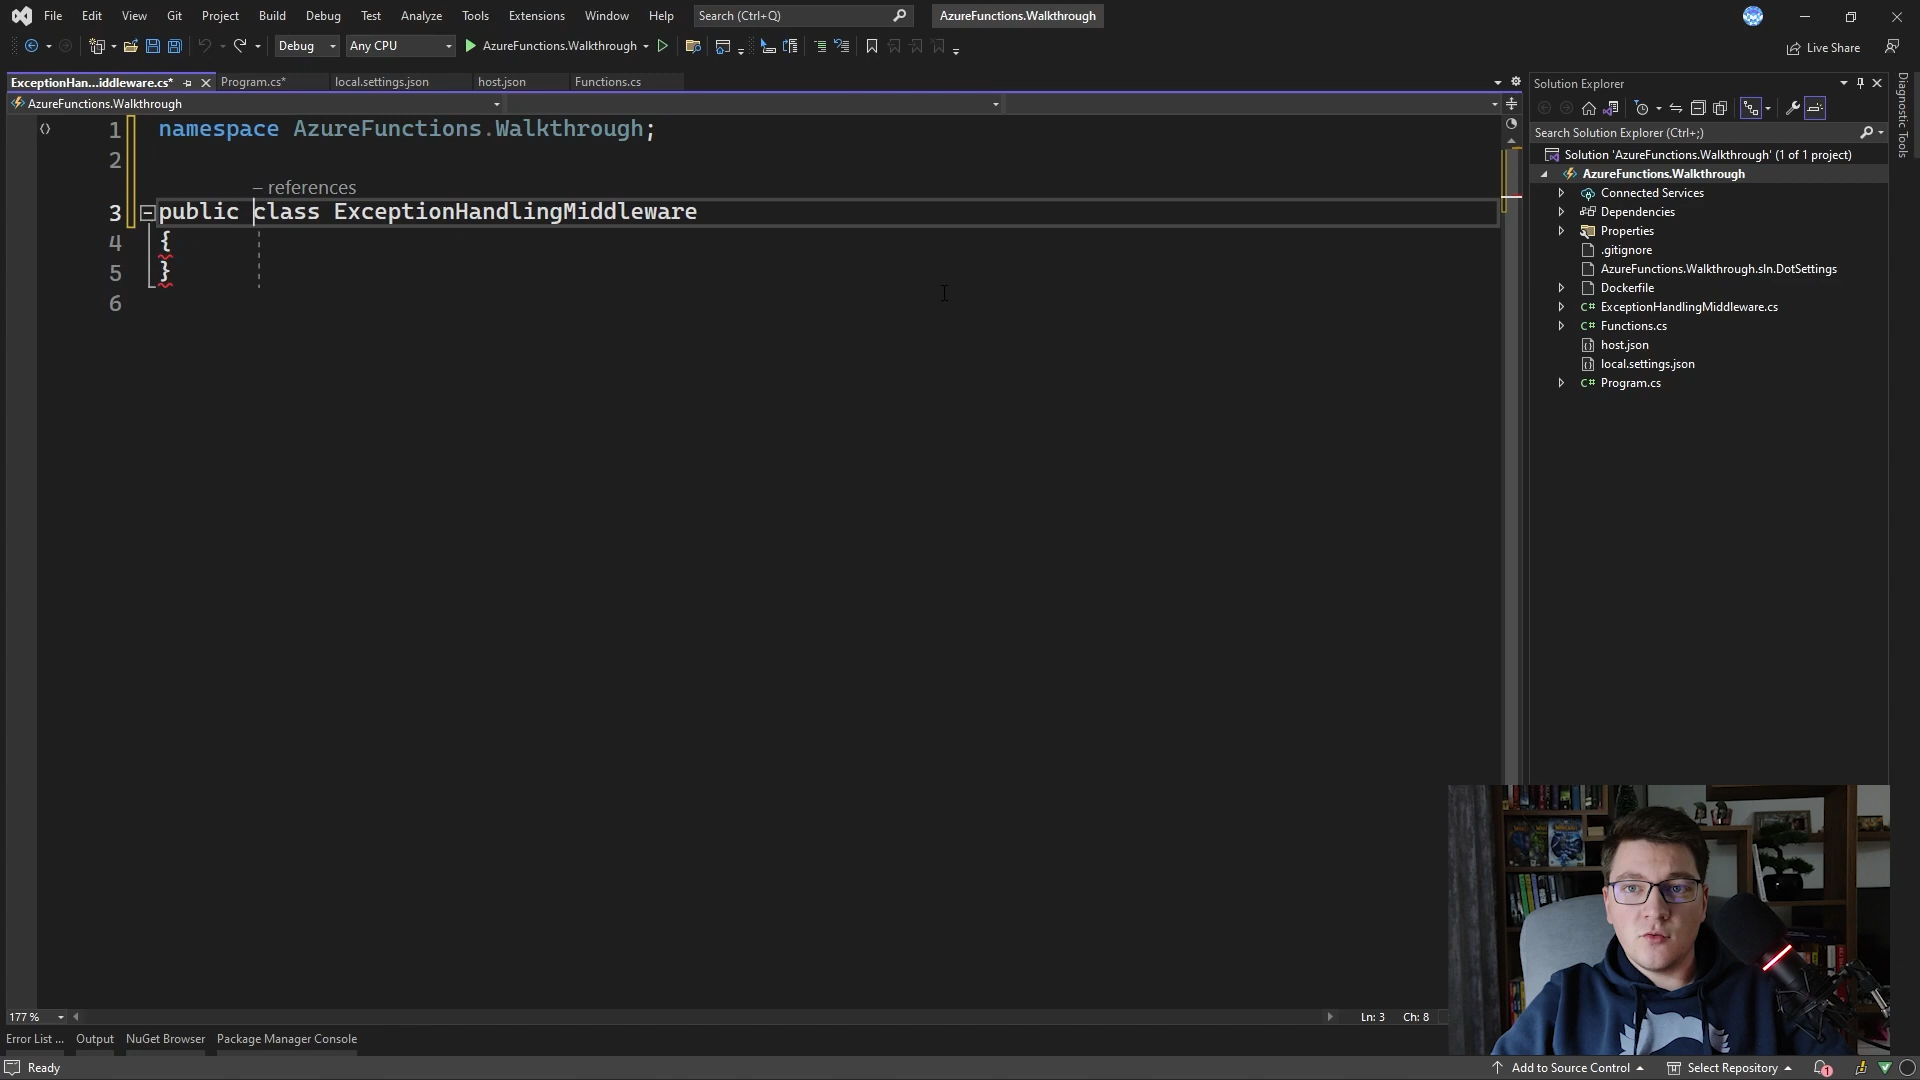 File Edit View Git Project Build Debug Test Analyze Tools Extensions Window Help Search (Ctrl+Q) AzureFunctions.Walkthrough
Debug Any CPU AzureFunctions.Walkthrough Live Share
ExceptionHan...iddleware.cs* Program.cs* local.settings.json host.json Functions.cs
AzureFunctions.Walkthrough
1 namespace AzureFunctions.Walkthrough;
2
– references
3 public class ExceptionHandlingMiddleware
4 {
5 }
6
177 % Ln: 3 Ch: 8
Error List ... Output NuGet Browser Package Manager Console
Ready Add to Source Control Select Repository 1
Solution Explorer
Search Solution Explorer (Ctrl+;)
Solution 'AzureFunctions.Walkthrough' (1 of 1 project)
AzureFunctions.Walkthrough
Connected Services
Dependencies
Properties
.gitignore
AzureFunctions.Walkthrough.sln.DotSettings
Dockerfile
C# ExceptionHandlingMiddleware.cs
C# Functions.cs
host.json
local.settings.json
C# Program.cs
Diagnostic Tools